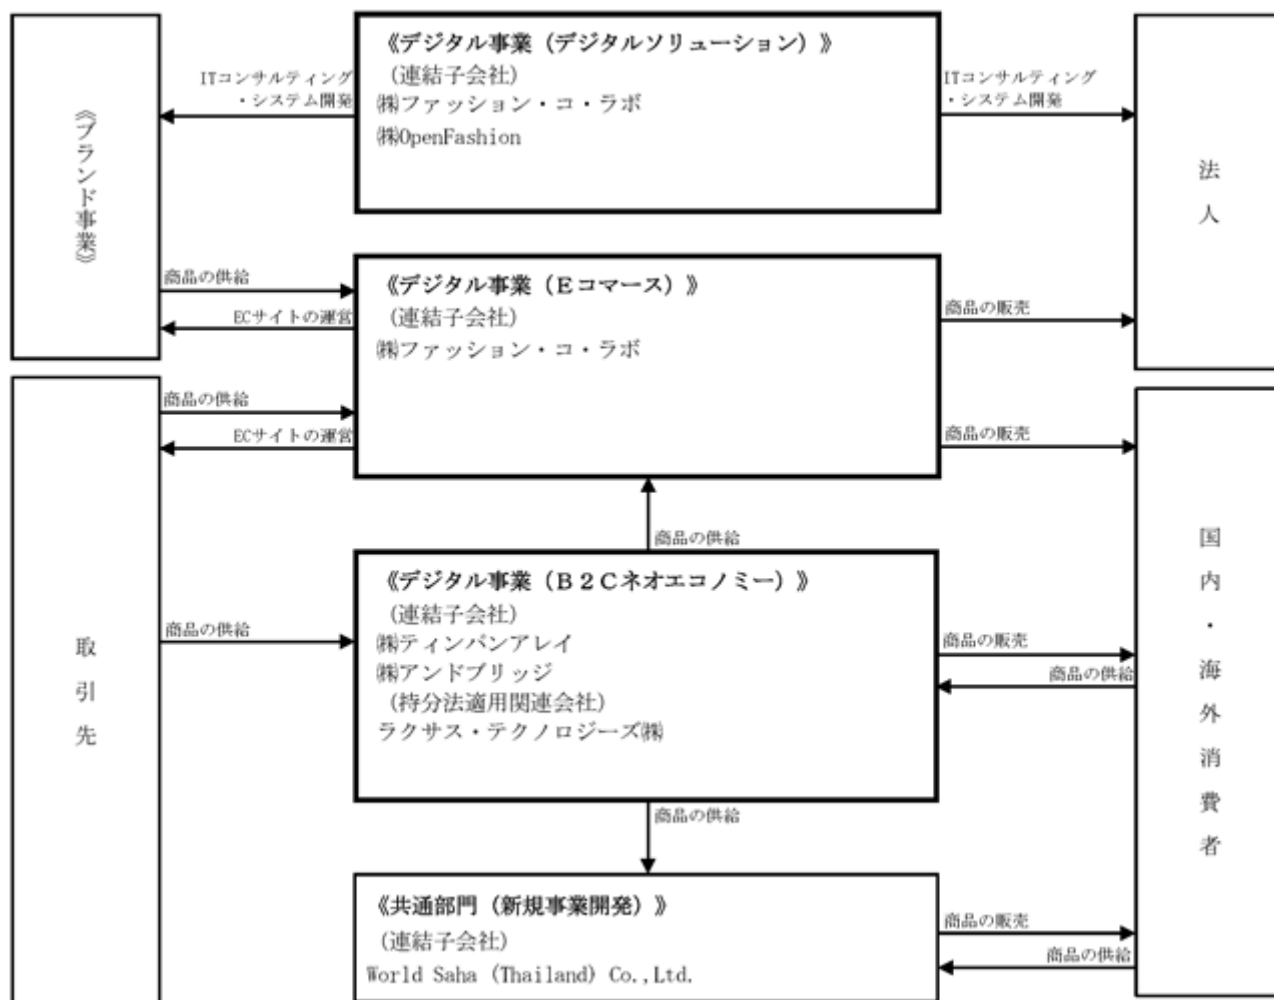 《デジタル事業（デジタルソリューション）》
（連結子会社）
㈱ファッション・コ・ラボ
㈱OpenFashion
ITコンサルティング
・システム開発
ITコンサルティング
・システム開発
《ブランド事業》
法人
商品の供給
ECサイトの運営
《デジタル事業（Ｅコマース）》
（連結子会社）
㈱ファッション・コ・ラボ
商品の販売
商品の供給
ECサイトの運営
商品の販売
商品の供給
取引先
国内・海外消費者
商品の供給
《デジタル事業（Ｂ２Ｃネオエコノミー）》
（連結子会社）
㈱ティンパンアレイ
㈱アンドブリッジ
（持分法適用関連会社）
ラクサス・テクノロジーズ㈱
商品の販売
商品の供給
商品の供給
《共通部門（新規事業開発）》
（連結子会社）
World Saha (Thailand) Co.,Ltd.
商品の販売
商品の供給